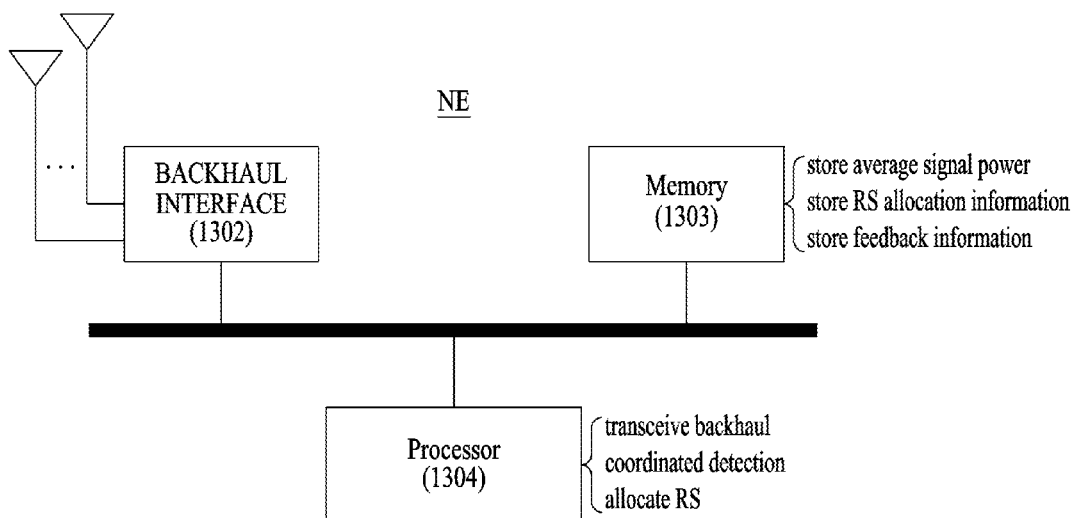 NE
...
BACKHAUL
INTERFACE
(1302)
Memory
(1303)
store average signal power
store RS allocation information
store feedback information
Processor
(1304)
transceive backhaul
coordinated detection
allocate RS